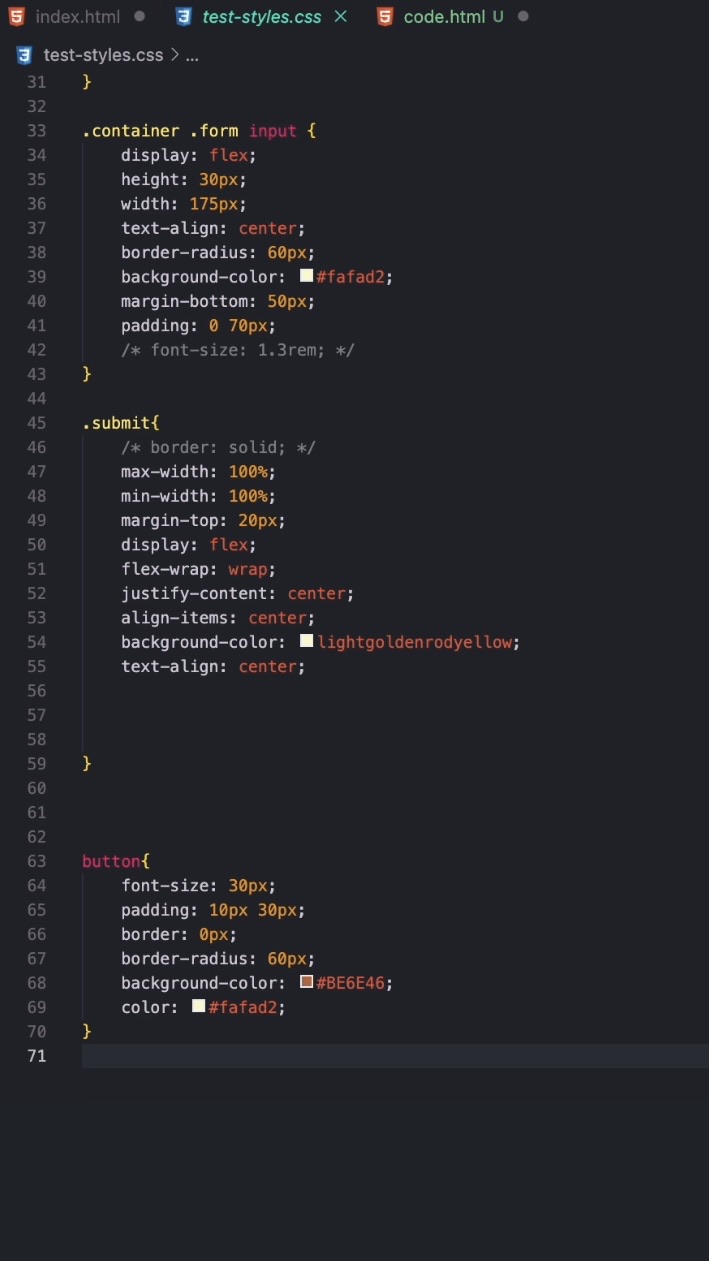 index.html
test-styles.css
code.html U
test-styles.css > ...
31 }
32
33 .container .form input {
34 display: flex;
35 height: 30px;
36 width: 175px;
37 text-align: center;
38 border-radius: 60px;
39 background-color: #fafad2;
40 margin-bottom: 50px;
41 padding: 0 70px;
42 /* font-size: 1.3rem; */
43 }
44
45 .submit{
46 /* border: solid; */
47 max-width: 100%;
48 min-width: 100%;
49 margin-top: 20px;
50 display: flex;
51 flex-wrap: wrap;
52 justify-content: center;
53 align-items: center;
54 background-color: lightgoldenrodyellow;
55 text-align: center;
56
57
58
59 }
60
61
62
63 button{
64 font-size: 30px;
65 padding: 10px 30px;
66 border: 0px;
67 border-radius: 60px;
68 background-color: #BE6E46;
69 color: #fafad2;
70 }
71